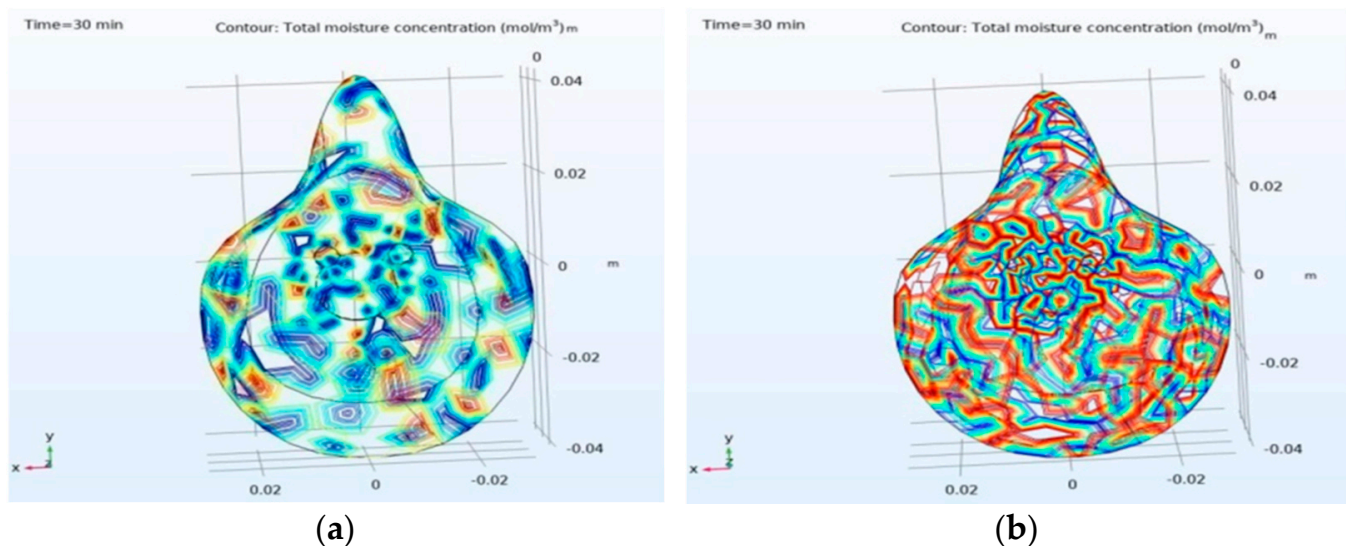 Time=30 min Contour: Total moisture concentration (mol/m³) m
0
0.04
0.02
0
m
-0.02
-0.04
y
z
x
0.02 0 -0.02
(a)
Time=30 min Contour: Total moisture concentration (mol/m³) m
0
0.04
0.02
0
m
-0.02
-0.04
y
z
x
0.02 0 -0.02
(b)